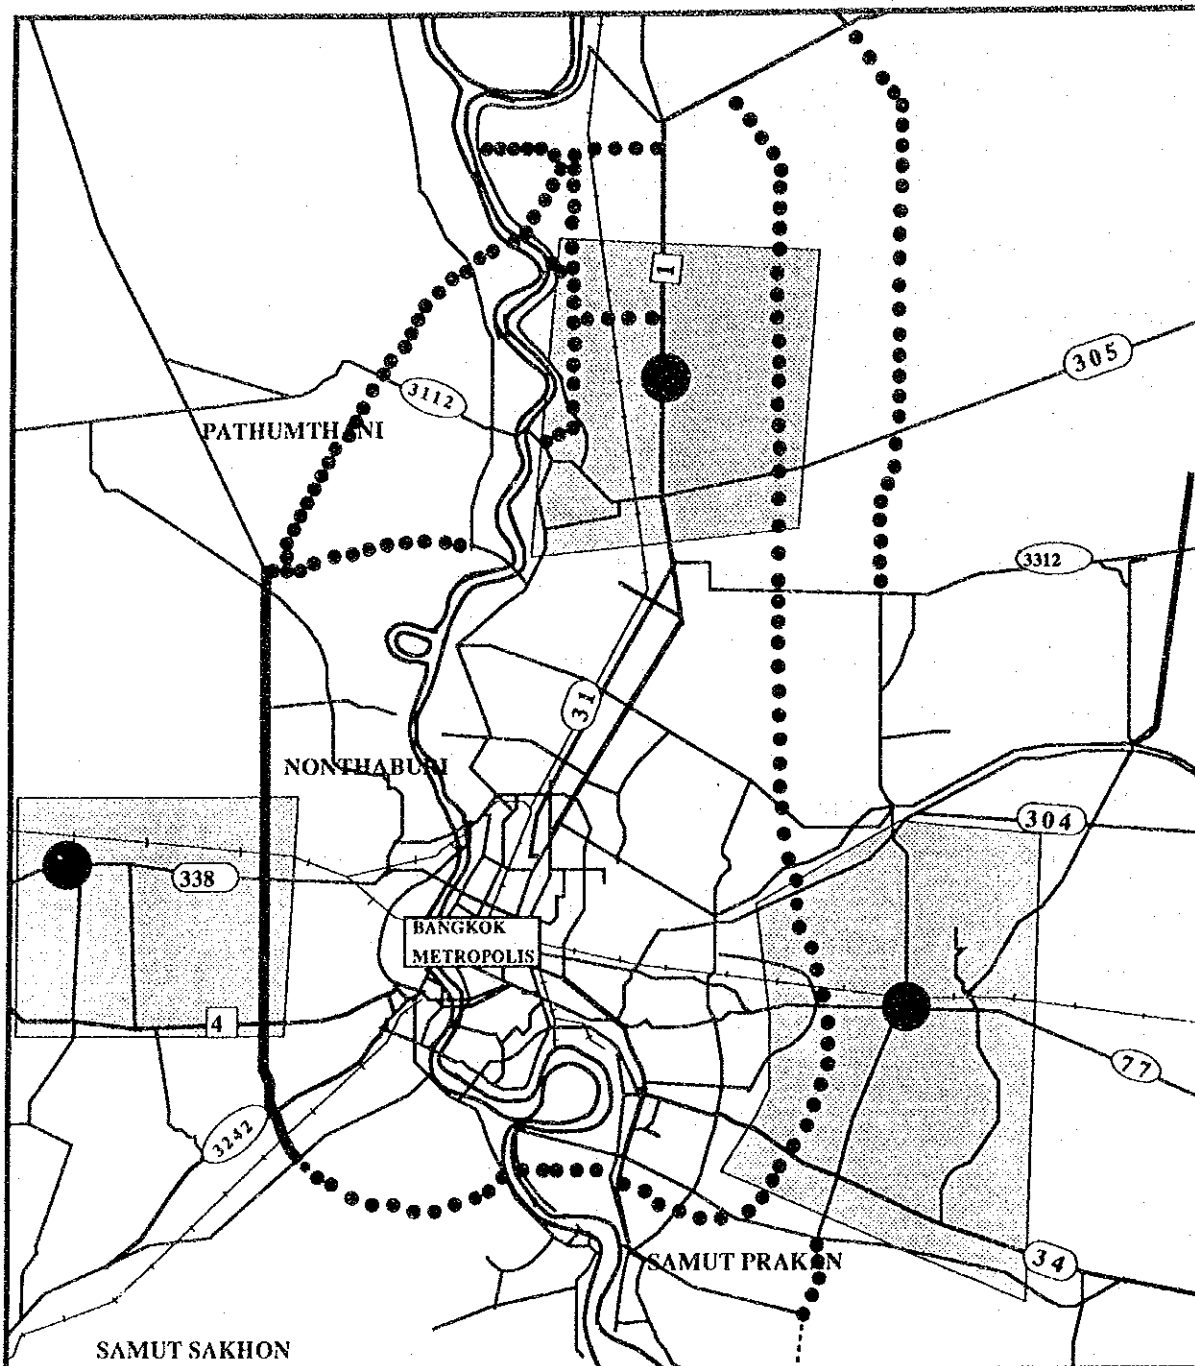 1
305
3112
PATHUMTHANI
3312
31
NONTHABURI
304
338
BANGKOK
METROPOLIS
4
77
3242
34
SAMUT PRAKAN
SAMUT SAKHON